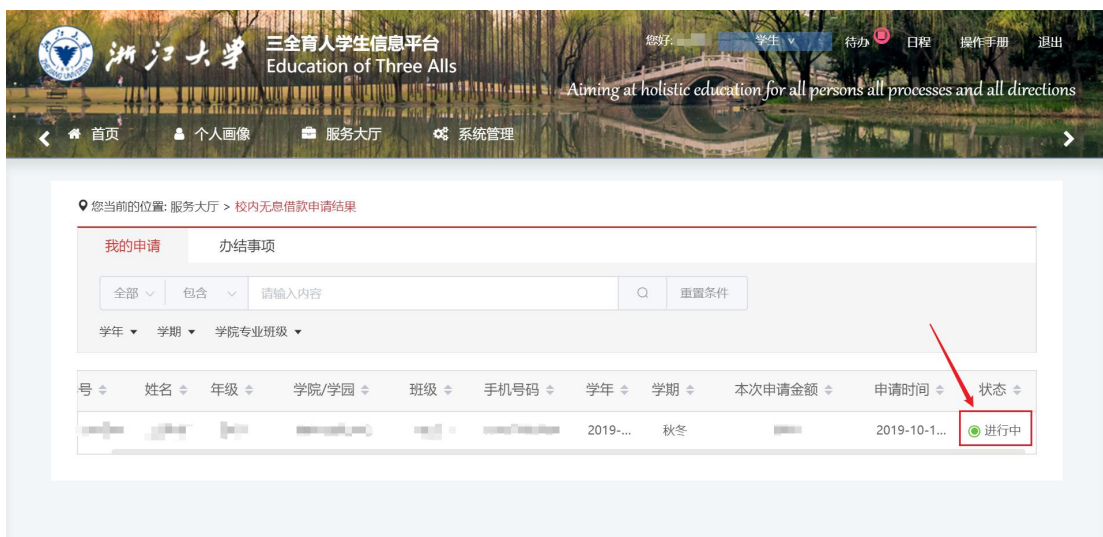 浙江大学 三全育人学生信息平台
Education of Three Alls
您好: 学生 待办 日程 操作手册 退出
Aiming at holistic education for all persons all processes and all directions
首页 个人画像 服务大厅 系统管理
您当前的位置: 服务大厅 > 校内无息借款申请结果
我的申请 办结事项
全部 包含 请输入内容 重置条件
学年 学期 学院专业班级
号 姓名 年级 学院/学园 班级 手机号码 学年 学期 本次申请金额 申请时间 状态
2019-... 秋冬 2019-10-1... 进行中